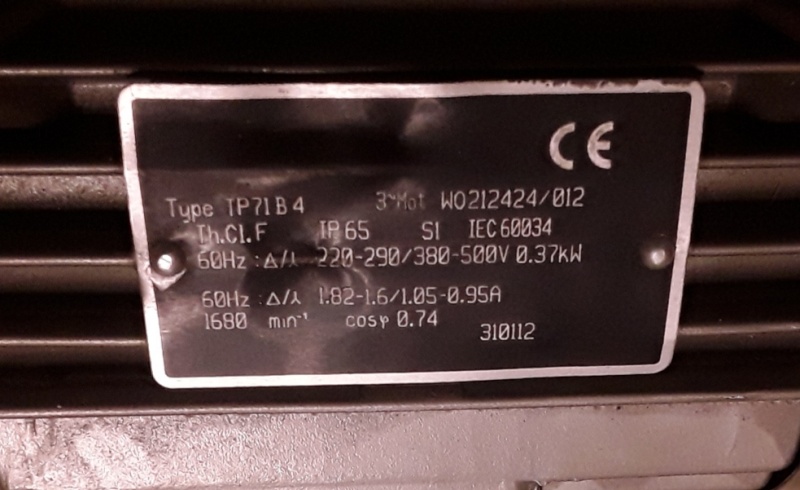 CE
Type TP71B4 3~Mot WO212424/012
Th.Cl.F IP65 S1 IEC60034
60Hz :Δ/⅄ 220-290/380-500V 0.37kW
60Hz :Δ/⅄ 1.82-1.6/1.05-0.95A
1680 min⁻¹ cosφ 0.74
310112